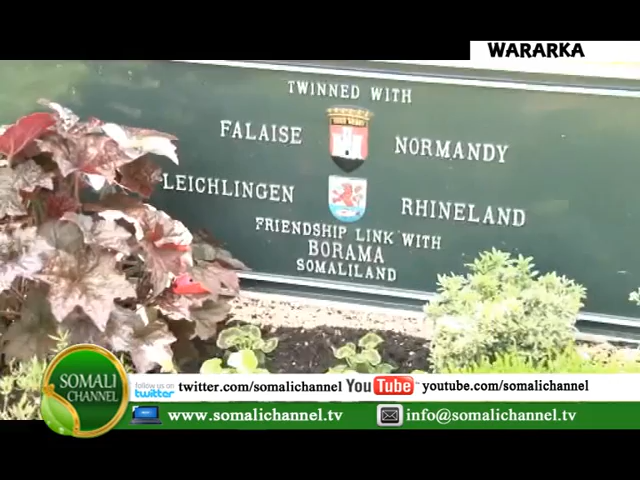 WARARKA
TWINNED WITH
FALAISE NORMANDY
LEICHLINGEN RHINELAND
FRIENDSHIP LINK WITH
BORAMA
SOMALILAND
SOMALI
CHANNEL
follow us on
twitter
twitter.com/somalichannel YouTube youtube.com/somalichannel
www.somalichannel.tv info@somalichannel.tv